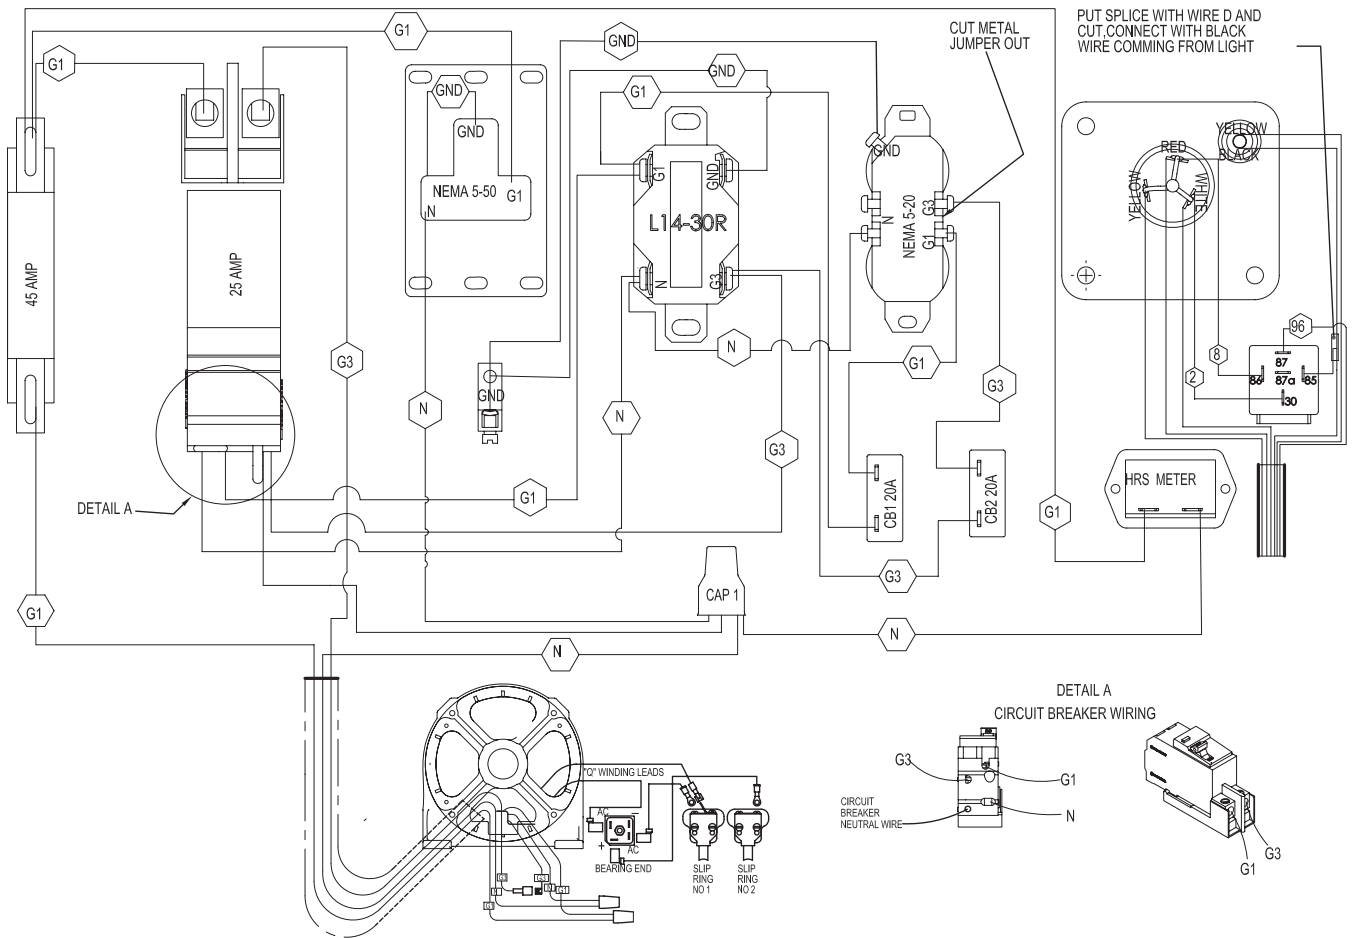 G1
GND
CUT METAL
JUMPER OUT
PUT SPLICE WITH WIRE D AND
CUT,CONNECT WITH BLACK
WIRE COMMING FROM LIGHT
G1
GND
GND
G1
GND
GND
NEMA 5-50
G1
N
G1
GND
L14-30R
N
G3
GND
N
G3
G1
NEMA 5-20
YELLOW
BLACK
RED
YELLOW
WHITE
45 AMP
25 AMP
G3
N
GND
N
N
G3
G1
G3
8
2
96
87
86
87a
85
30
DETAIL A
G1
CB1 20A
CB2 20A
G1
HRS METER
G3
G1
CAP 1
N
N
DETAIL A
CIRCUIT BREAKER WIRING
G3
G1
CIRCUIT
BREAKER
NEUTRAL WIRE
N
G1
G3
"Q" WINDING LEADS
AC
–
+
AC
BEARING END
SLIP
RING
NO 1
SLIP
RING
NO 2
G3